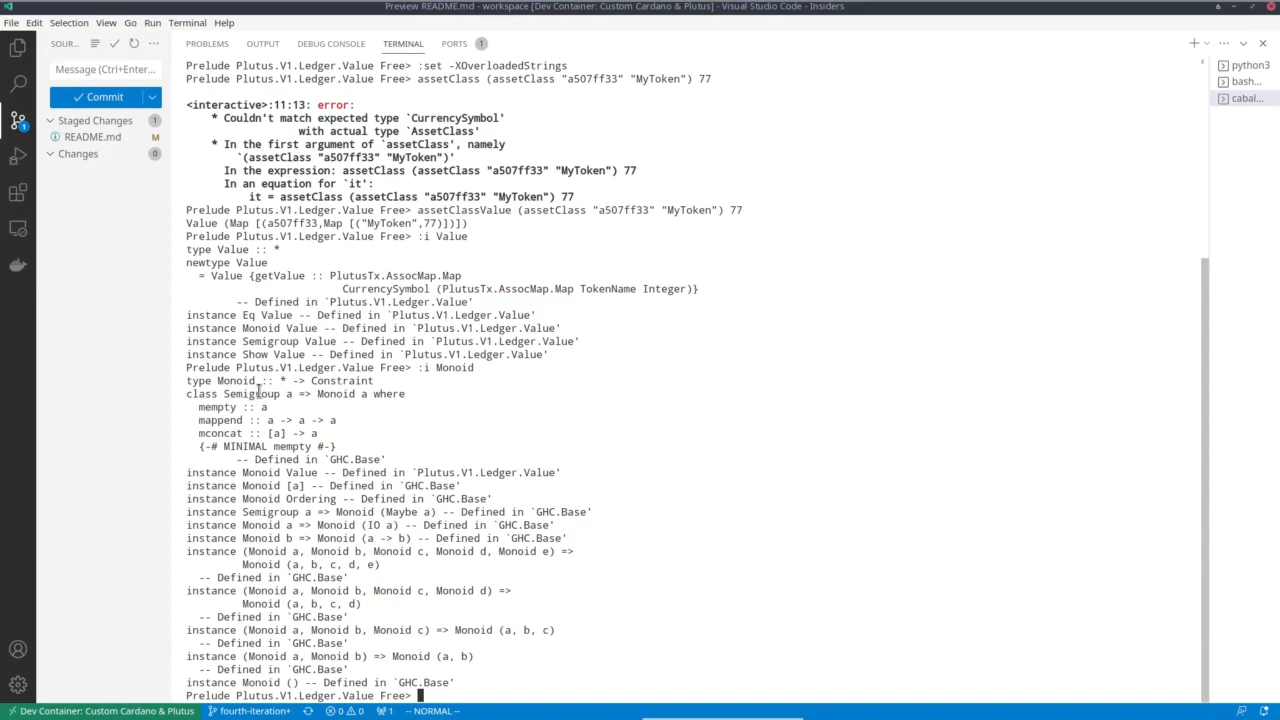 Preview README.md - workspace [Dev Container: Custom Cardano & Plutus] - Visual Studio Code - Insiders
File Edit Selection View Go Run Terminal Help
SOUR...
PROBLEMS OUTPUT DEBUG CONSOLE TERMINAL PORTS 1
Message (Ctrl+Enter...
Commit
Staged Changes 1
README.md M
Changes 0
1
Prelude Plutus.V1.Ledger.Value Free> :set -XOverloadedStrings
Prelude Plutus.V1.Ledger.Value Free> assetClass (assetClass "a507ff33" "MyToken") 77
<interactive>:11:13: error:
* Couldn't match expected type `CurrencySymbol'
with actual type `AssetClass'
* In the first argument of `assetClass', namely
`(assetClass "a507ff33" "MyToken")'
In the expression: assetClass (assetClass "a507ff33" "MyToken") 77
In an equation for `it':
it = assetClass (assetClass "a507ff33" "MyToken") 77
Prelude Plutus.V1.Ledger.Value Free> assetClassValue (assetClass "a507ff33" "MyToken") 77
Value (Map [(a507ff33,Map [("MyToken",77)])])
Prelude Plutus.V1.Ledger.Value Free> :i Value
type Value :: *
newtype Value
= Value {getValue :: PlutusTx.AssocMap.Map
CurrencySymbol (PlutusTx.AssocMap.Map TokenName Integer)}
-- Defined in `Plutus.V1.Ledger.Value'
instance Eq Value -- Defined in `Plutus.V1.Ledger.Value'
instance Monoid Value -- Defined in `Plutus.V1.Ledger.Value'
instance Semigroup Value -- Defined in `Plutus.V1.Ledger.Value'
instance Show Value -- Defined in `Plutus.V1.Ledger.Value'
Prelude Plutus.V1.Ledger.Value Free> :i Monoid
type Monoid :: * -> Constraint
class Semigroup a => Monoid a where
mempty :: a
mappend :: a -> a -> a
mconcat :: [a] -> a
{-# MINIMAL mempty #-}
-- Defined in `GHC.Base'
instance Monoid Value -- Defined in `Plutus.V1.Ledger.Value'
instance Monoid [a] -- Defined in `GHC.Base'
instance Monoid Ordering -- Defined in `GHC.Base'
instance Semigroup a => Monoid (Maybe a) -- Defined in `GHC.Base'
instance Monoid a => Monoid (IO a) -- Defined in `GHC.Base'
instance Monoid b => Monoid (a -> b) -- Defined in `GHC.Base'
instance (Monoid a, Monoid b, Monoid c, Monoid d, Monoid e) =>
Monoid (a, b, c, d, e)
-- Defined in `GHC.Base'
instance (Monoid a, Monoid b, Monoid c, Monoid d) =>
Monoid (a, b, c, d)
-- Defined in `GHC.Base'
instance (Monoid a, Monoid b, Monoid c) => Monoid (a, b, c)
-- Defined in `GHC.Base'
instance (Monoid a, Monoid b) => Monoid (a, b)
-- Defined in `GHC.Base'
instance Monoid () -- Defined in `GHC.Base'
Prelude Plutus.V1.Ledger.Value Free>
python3
bash...
cabal...
Dev Container: Custom Cardano & Plutus fourth-iteration+ 0 0 1 -- NORMAL --